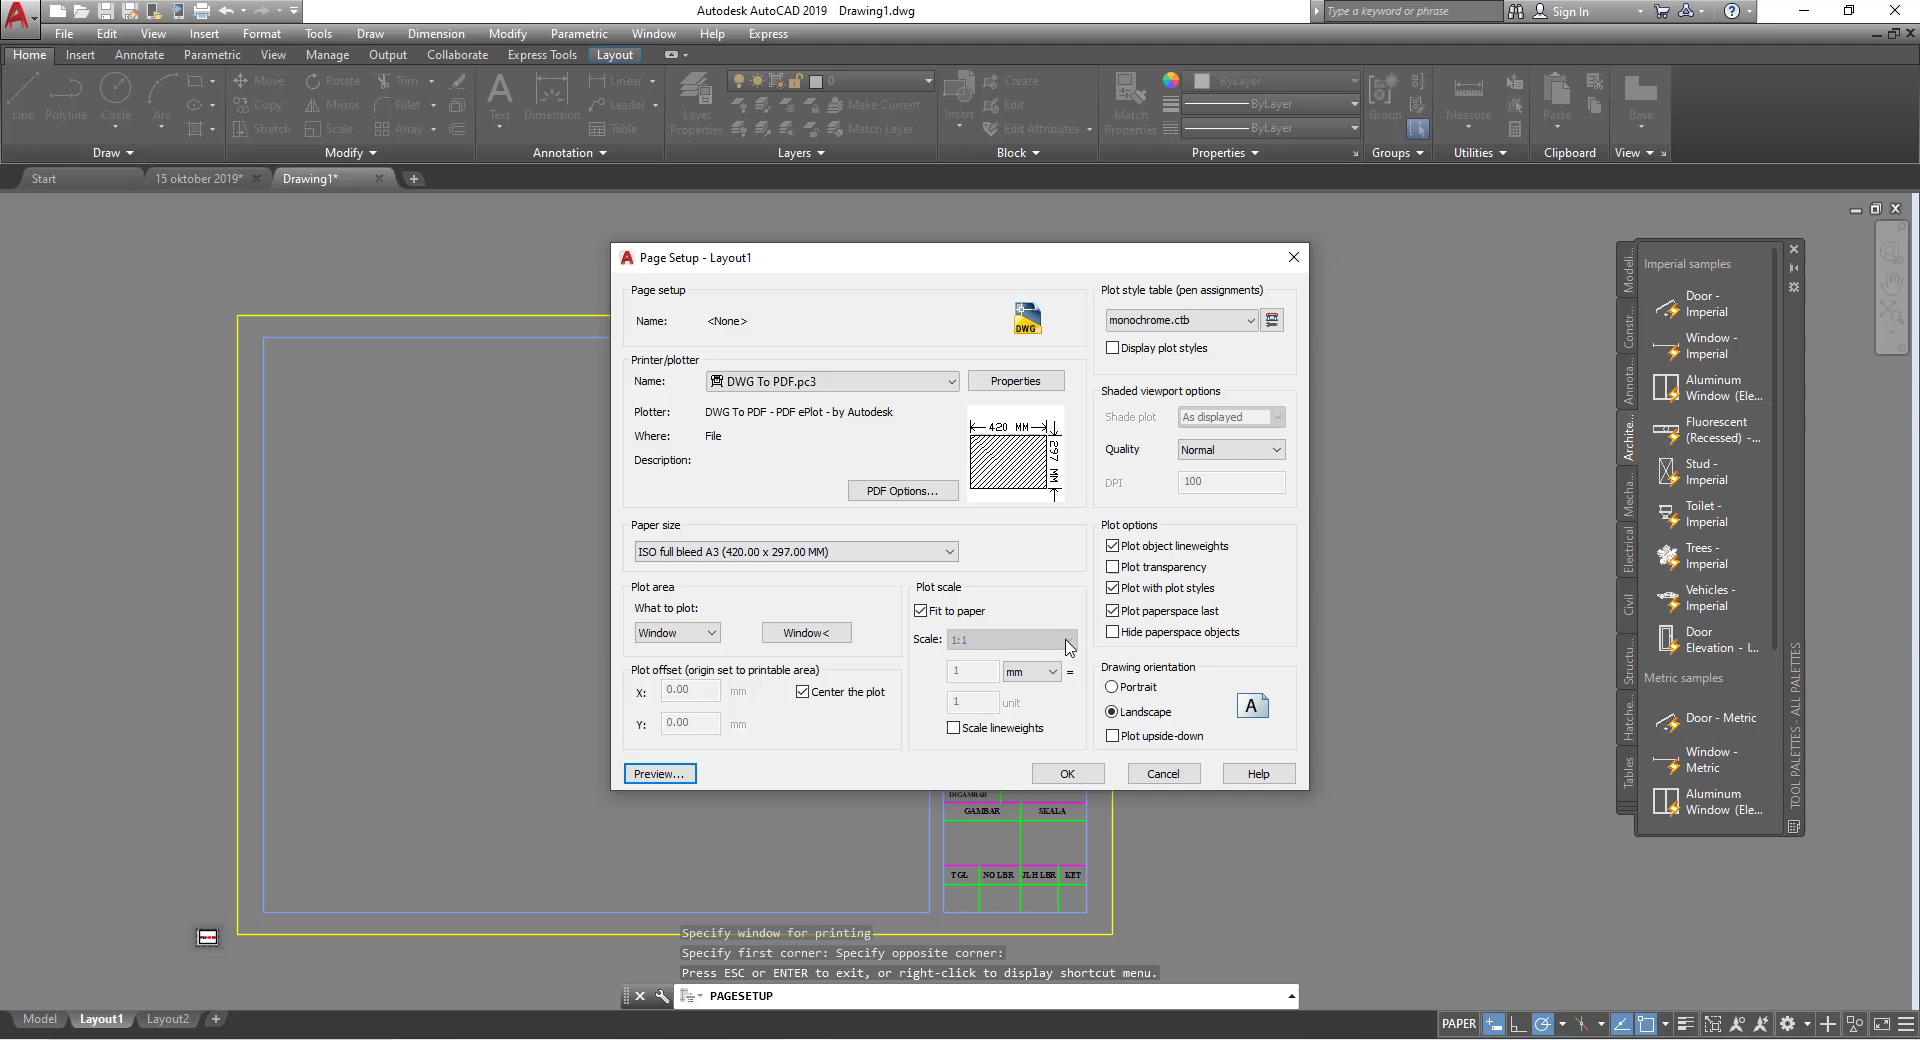 Autodesk AutoCAD 2019 Drawing1.dwg
Type a keyword or phrase
Sign In
File Edit View Insert Format Tools Draw Dimension Modify Parametric Window Help Express
Home Insert Annotate Parametric View Manage Output Collaborate Express Tools Layout
Line Polyline Circle Arc
Move Rotate Trim
Copy Mirror Fillet
Stretch Scale Array
Text Dimension
Linear
Leader
Table
Layer Properties
0
Make Current
Match Layer
Insert
Create
Edit
Edit Attributes
Match Properties
ByLayer
ByLayer
ByLayer
Group
Measure
Paste
Base
Draw Modify Annotation Layers Block Properties Groups Utilities Clipboard View
Start 15 oktober 2019* Drawing1*
Page Setup - Layout1
Page setup
Name: <None>
DWG
Printer/plotter
Name: DWG To PDF.pc3 Properties
Plotter: DWG To PDF - PDF ePlot - by Autodesk
Where: File
Description:
420 MM
297 MM
PDF Options...
Paper size
ISO full bleed A3 (420.00 x 297.00 MM)
Plot area
What to plot:
Window Window<
Plot offset (origin set to printable area)
X: 0.00 mm Center the plot
Y: 0.00 mm
Plot scale
Fit to paper
Scale: 1:1
1 mm =
1 unit
Scale lineweights
Plot style table (pen assignments)
monochrome.ctb
Display plot styles
Shaded viewport options
Shade plot As displayed
Quality Normal
DPI 100
Plot options
Plot object lineweights
Plot transparency
Plot with plot styles
Plot paperspace last
Hide paperspace objects
Drawing orientation
Portrait
Landscape
A
Plot upside-down
Preview... OK Cancel Help
DIGAMBAR
GAMBAR SKALA
TGL NO LBR JLH LBR KET
Specify window for printing
Specify first corner: Specify opposite corner:
Press ESC or ENTER to exit, or right-click to display shortcut menu.
PAGESETUP
Modeli...
Constr...
Annota...
Archite...
Mecha...
Electrical
Civil
Structu...
Hatche...
Tables
Imperial samples
Door -
Imperial
Window -
Imperial
Aluminum
Window (Ele...
Fluorescent
(Recessed) -...
Stud -
Imperial
Toilet -
Imperial
Trees -
Imperial
Vehicles -
Imperial
Door
Elevation - I...
Metric samples
Door - Metric
Window -
Metric
Aluminum
Window (Ele...
TOOL PALETTES - ALL PALETTES
Model Layout1 Layout2
PAPER